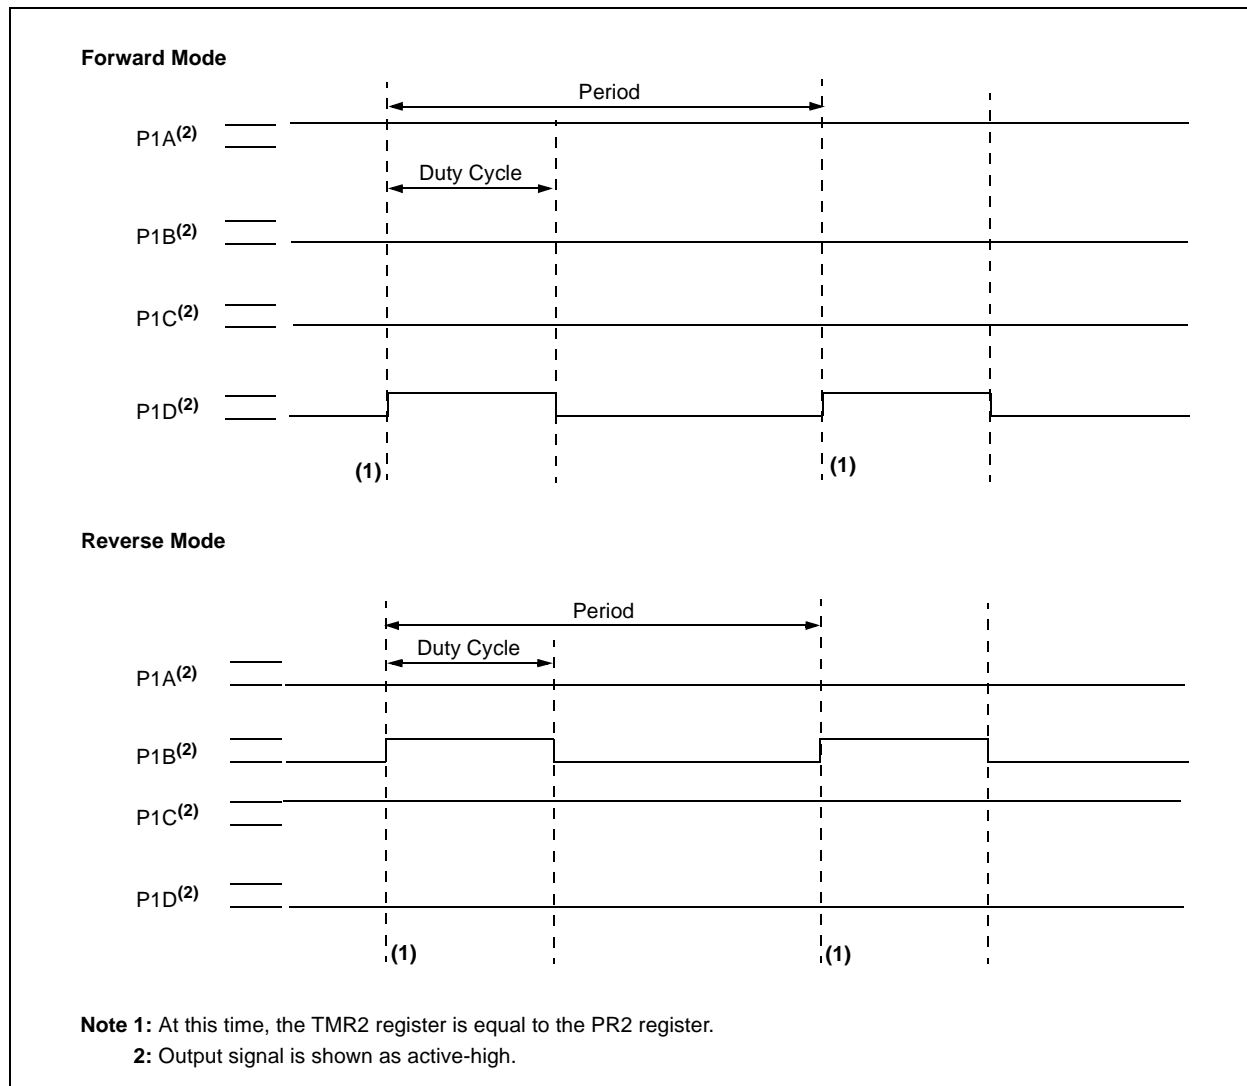 Forward Mode
Period
P1A(2)
Duty Cycle
P1B(2)
P1C(2)
P1D(2)
(1)
(1)
Reverse Mode
Period
Duty Cycle
P1A(2)
P1B(2)
P1C(2)
P1D(2)
(1)
(1)
Note 1: At this time, the TMR2 register is equal to the PR2 register.
2: Output signal is shown as active-high.